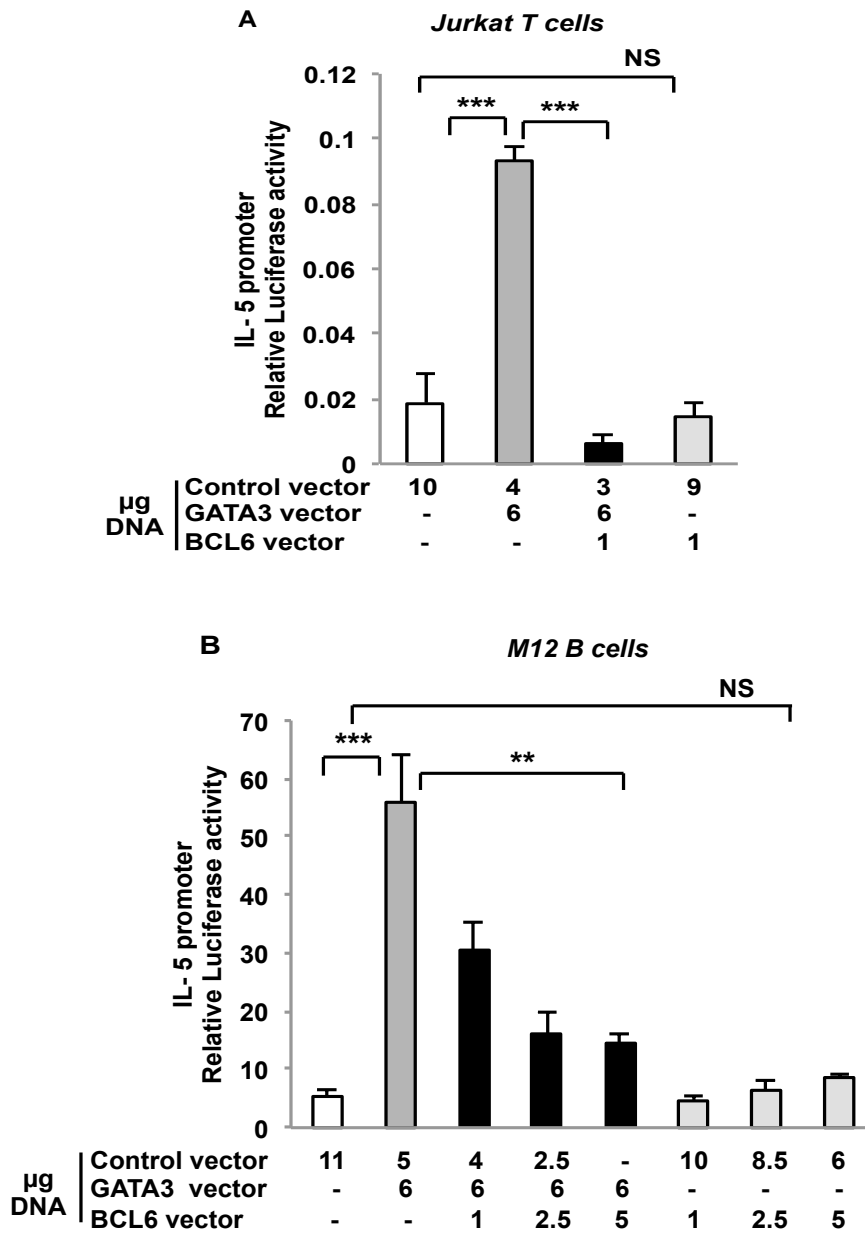 A
Jurkat T cells
NS
*** ***
IL- 5 promoter
Relative Luciferase activity
0.12
0.1
0.08
0.06
0.04
0.02
0
µg
DNA
Control vector 10 4 3 9
GATA3 vector - 6 6 -
BCL6 vector - - 1 1
B
M12 B cells
NS
***
**
IL- 5 promoter
Relative Luciferase activity
70
60
50
40
30
20
10
0
µg
DNA
Control vector 11 5 4 2.5 - 10 8.5 6
GATA3 vector - 6 6 6 6 - - -
BCL6 vector - - 1 2.5 5 1 2.5 5